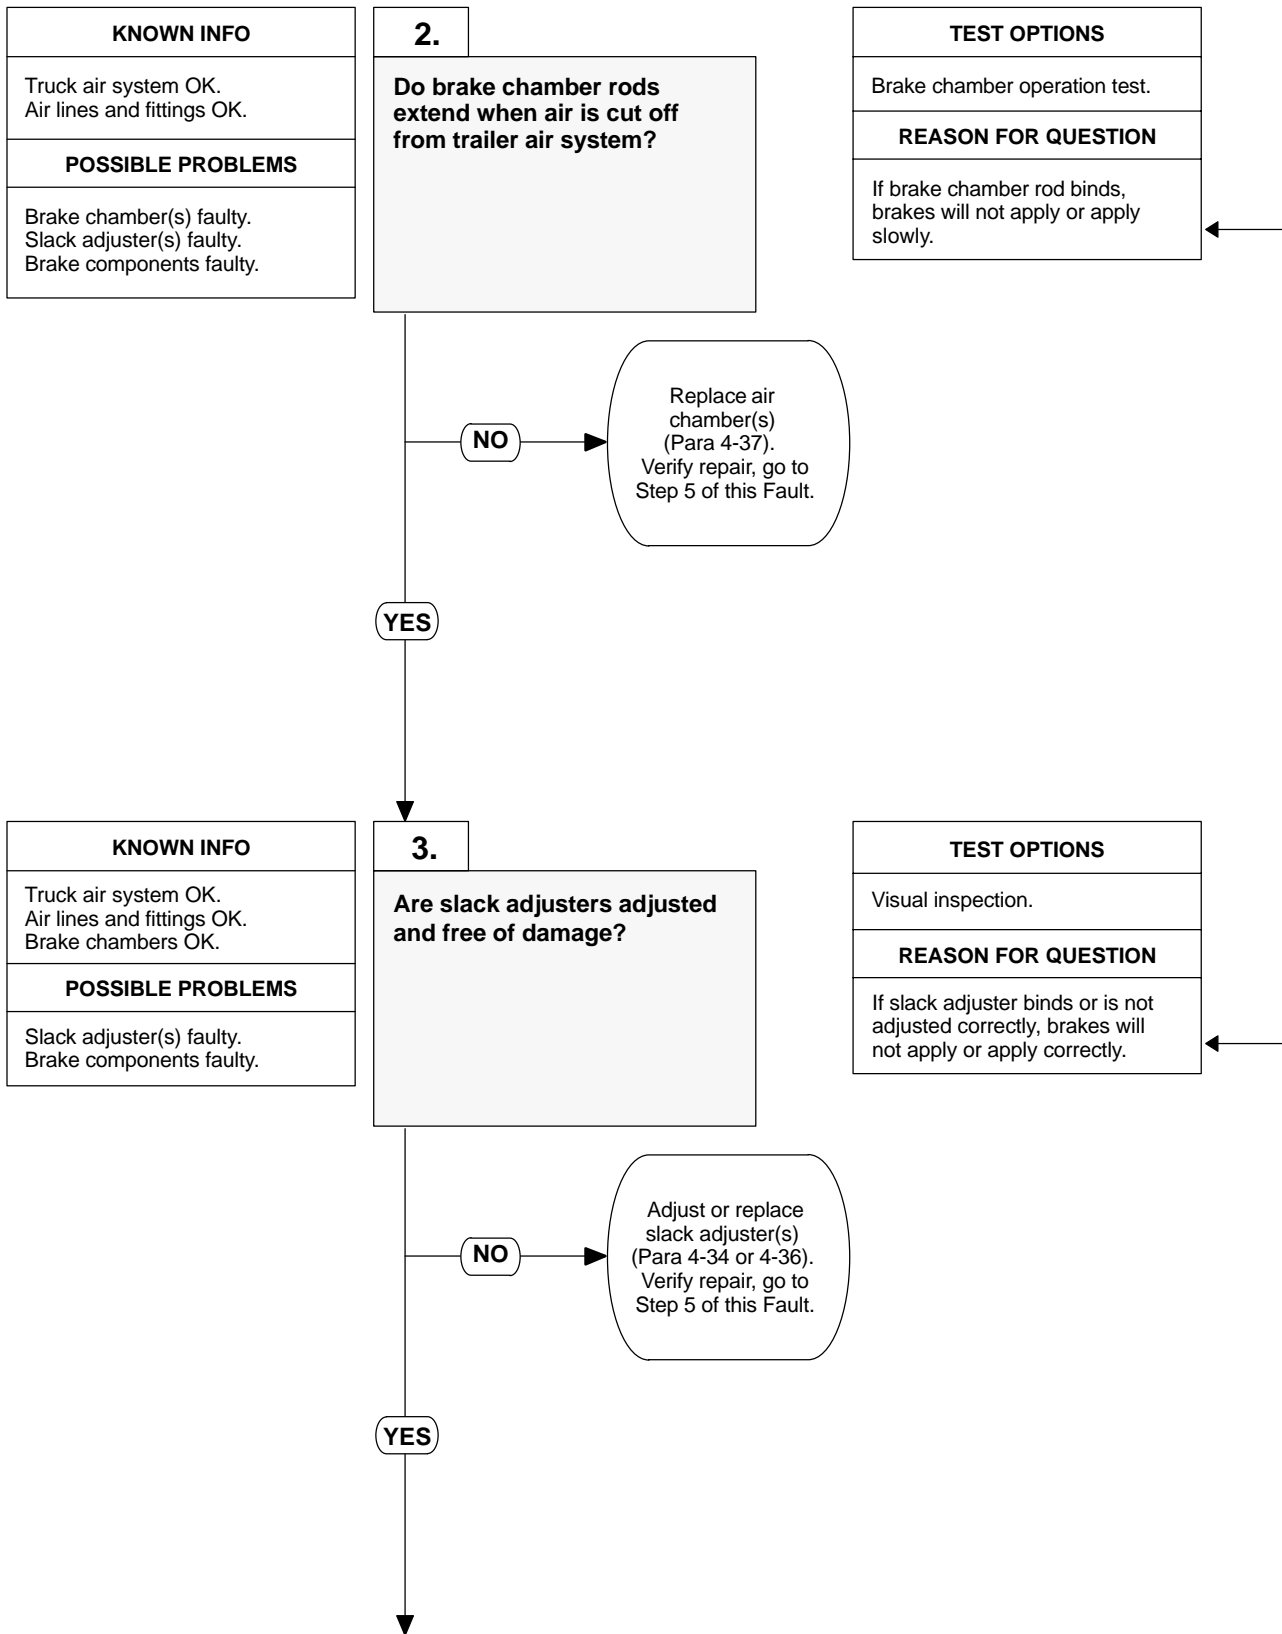 KNOWN INFO
Truck air system OK.
Air lines and fittings OK.
POSSIBLE PROBLEMS
Brake chamber(s) faulty.
Slack adjuster(s) faulty.
Brake components faulty.
2.
Do brake chamber rods
extend when air is cut off
from trailer air system?
TEST OPTIONS
Brake chamber operation test.
REASON FOR QUESTION
If brake chamber rod binds,
brakes will not apply or apply
slowly.
NO
Replace air
chamber(s)
(Para 4-37).
Verify repair, go to
Step 5 of this Fault.
YES
KNOWN INFO
Truck air system OK.
Air lines and fittings OK.
Brake chambers OK.
POSSIBLE PROBLEMS
Slack adjuster(s) faulty.
Brake components faulty.
3.
Are slack adjusters adjusted
and free of damage?
TEST OPTIONS
Visual inspection.
REASON FOR QUESTION
If slack adjuster binds or is not
adjusted correctly, brakes will
not apply or apply correctly.
NO
Adjust or replace
slack adjuster(s)
(Para 4-34 or 4-36).
Verify repair, go to
Step 5 of this Fault.
YES